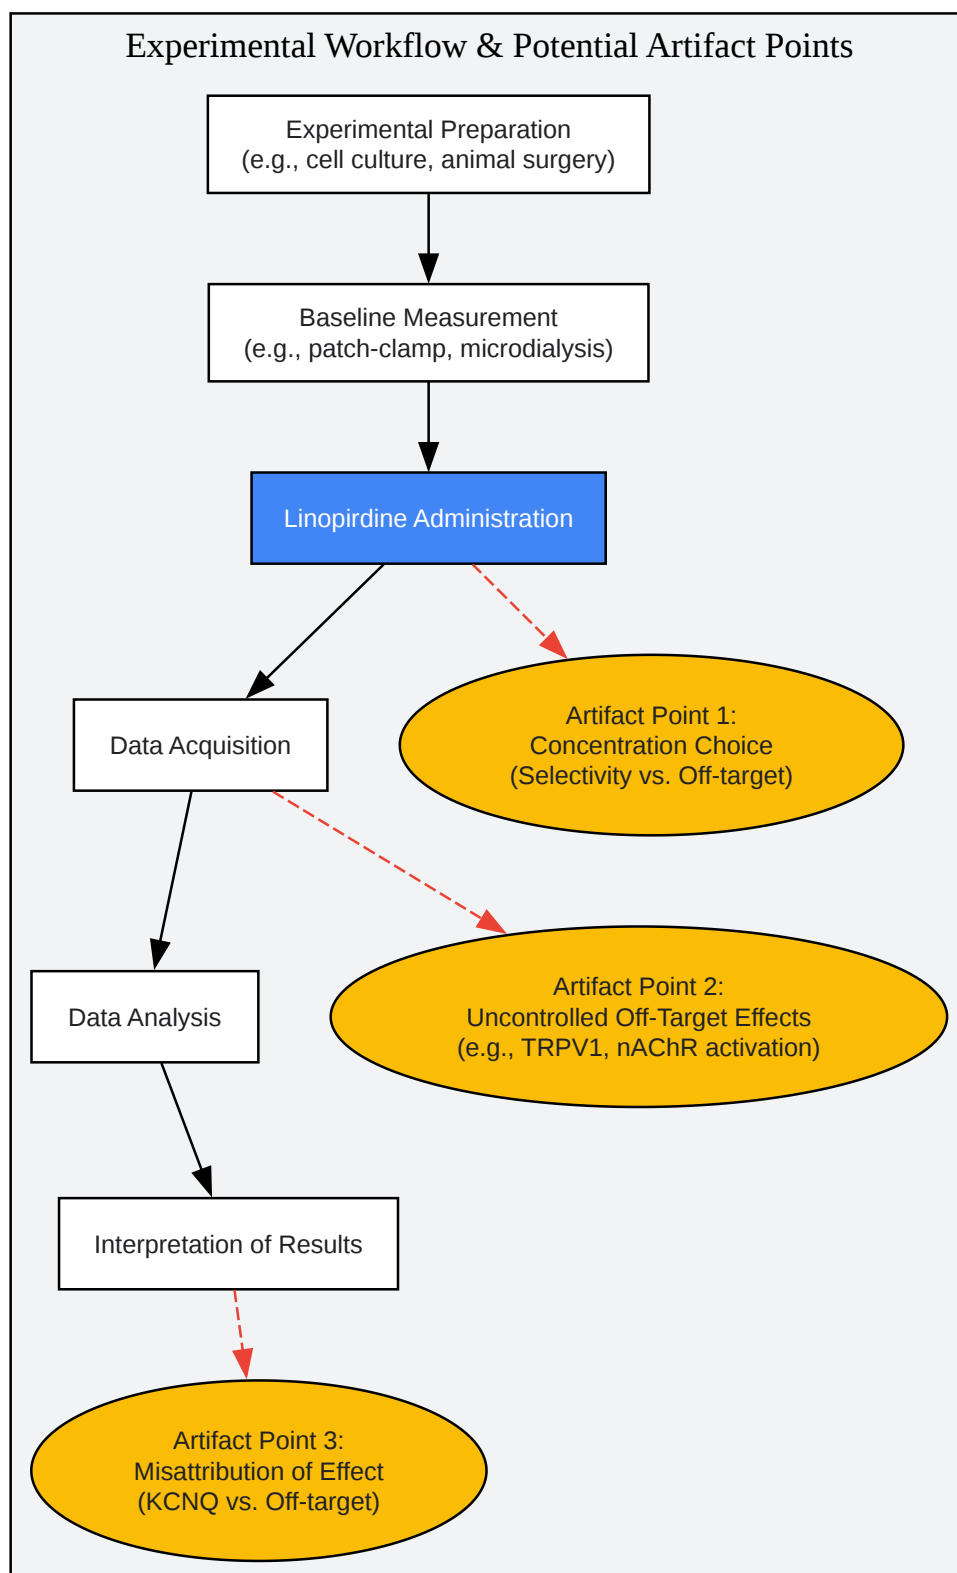 Experimental Workflow & Potential Artifact Points
Experimental Preparation
(e.g., cell culture, animal surgery)
Baseline Measurement
(e.g., patch-clamp, microdialysis)
Linopirdine Administration
Artifact Point 1:
Concentration Choice
(Selectivity vs. Off-target)
Data Acquisition
Artifact Point 2:
Uncontrolled Off-Target Effects
(e.g., TRPV1, nAChR activation)
Data Analysis
Interpretation of Results
Artifact Point 3:
Misattribution of Effect
(KCNQ vs. Off-target)